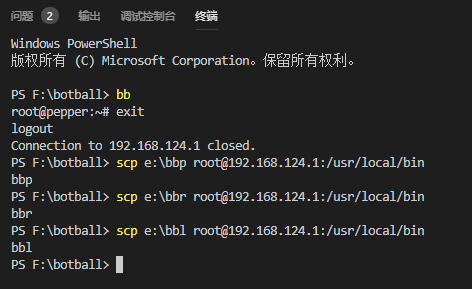 问题 2 输出 调试控制台 终端
Windows PowerShell
版权所有 (C) Microsoft Corporation。保留所有权利。
PS F:\botball> bb
root@pepper:~# exit
logout
Connection to 192.168.124.1 closed.
PS F:\botball> scp e:\bbp root@192.168.124.1:/usr/local/bin
bbp
PS F:\botball> scp e:\bbr root@192.168.124.1:/usr/local/bin
bbr
PS F:\botball> scp e:\bbl root@192.168.124.1:/usr/local/bin
bbl
PS F:\botball>